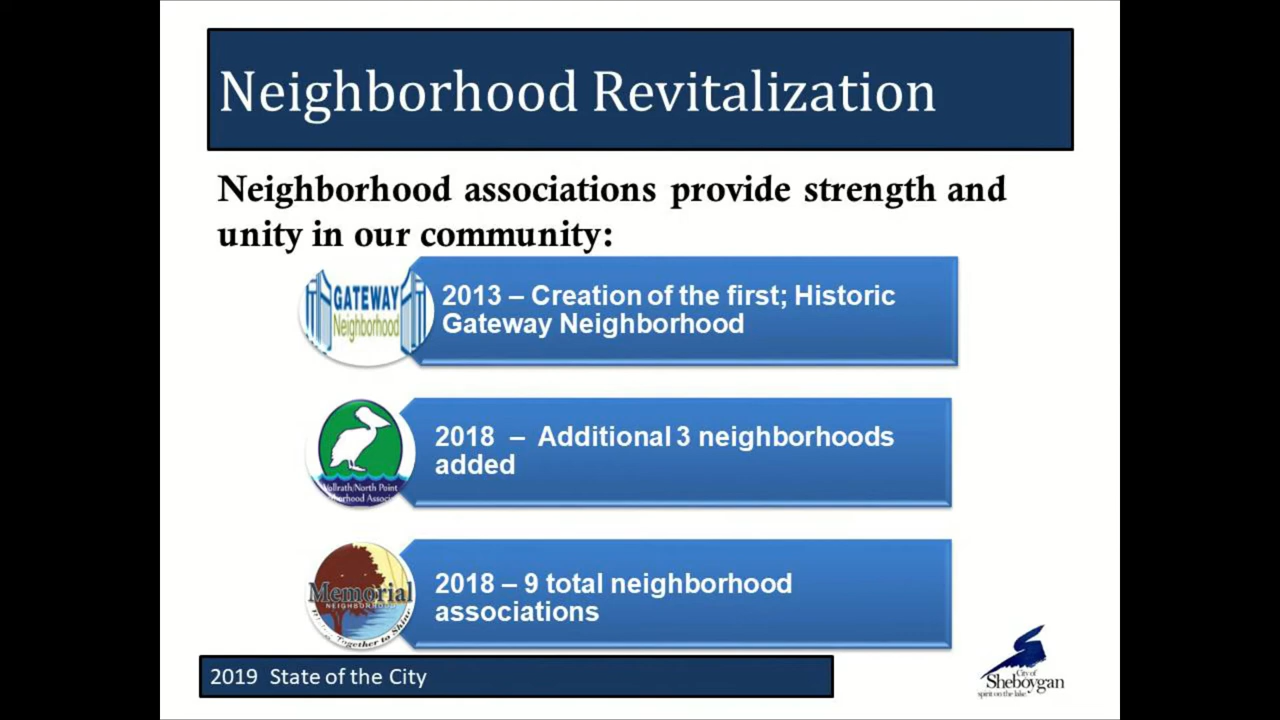 Neighborhood Revitalization
Neighborhood associations provide strength and
unity in our community:
GATEWAY
Neighborhood
2013 – Creation of the first; Historic
Gateway Neighborhood
2018 – Additional 3 neighborhoods
added
North Point
2018 – 9 total neighborhood
associations
Memorial
NEIGHBORHOOD
Together to Shine
2019 State of the City
City of
Sheboygan
spirit on the lake